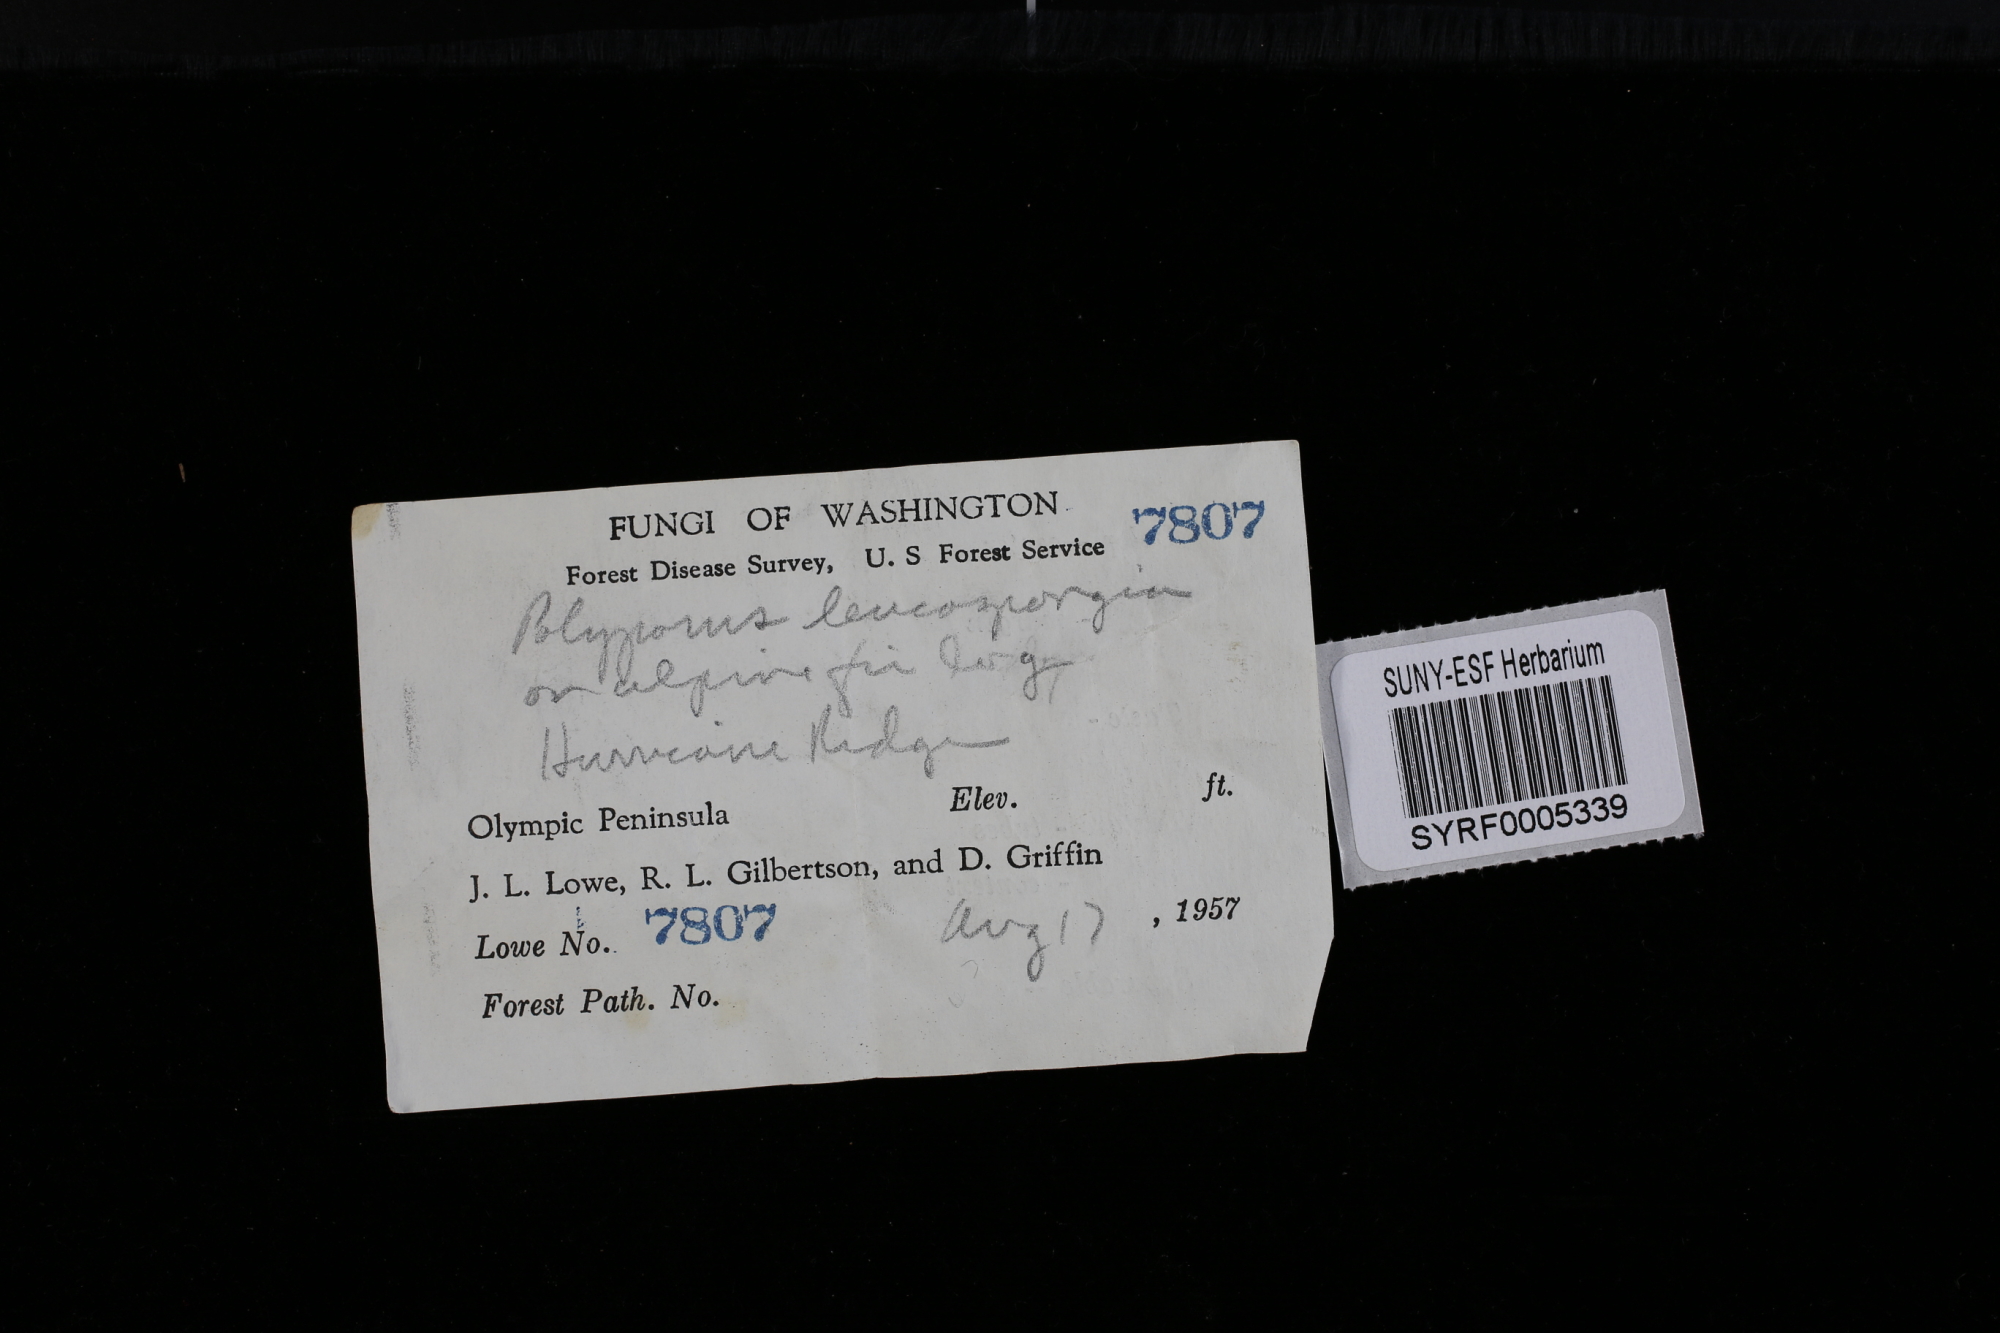 FUNGI OF WASHINGTON 7807
Forest Disease Survey, U. S Forest Service
Polyporus leucospongia
on alpine fir log,
Hurricane Ridge
Olympic Peninsula Elev. ft.
J. L. Lowe, R. L. Gilbertson, and D. Griffin
Lowe No. 7807 Aug 17, 1957
Forest Path. No.
SUNY-ESF Herbarium
SYRF0005339